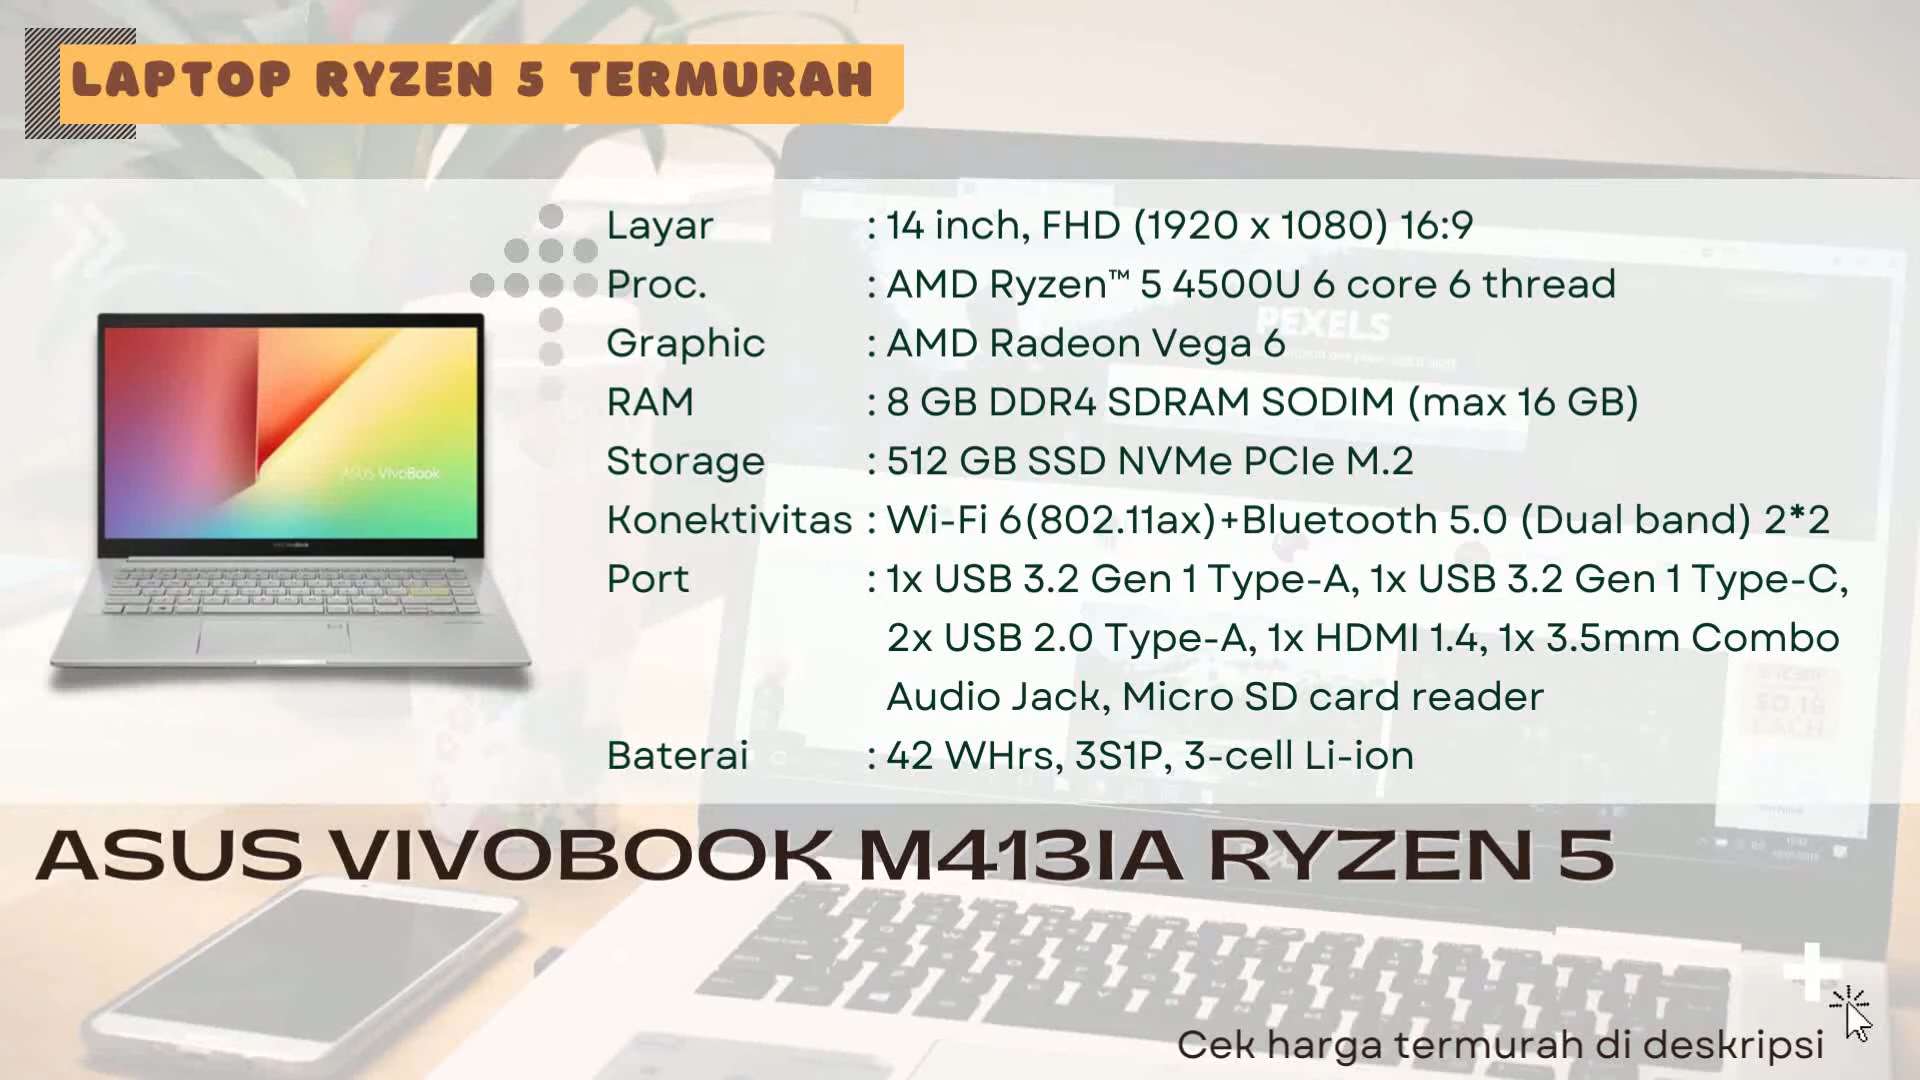 LAPTOP RYZEN 5 TERMURAH
Layar : 14 inch, FHD (1920 x 1080) 16:9
Proc. : AMD Ryzen™ 5 4500U 6 core 6 thread
PEXELS
Graphic : AMD Radeon Vega 6
RAM : 8 GB DDR4 SDRAM SODIM (max 16 GB)
Storage : 512 GB SSD NVMe PCIe M.2
ASUS VivoBook
Konektivitas : Wi-Fi 6(802.11ax)+Bluetooth 5.0 (Dual band) 2*2
Port : 1x USB 3.2 Gen 1 Type-A, 1x USB 3.2 Gen 1 Type-C,
2x USB 2.0 Type-A, 1x HDMI 1.4, 1x 3.5mm Combo
Audio Jack, Micro SD card reader
Baterai : 42 WHrs, 3S1P, 3-cell Li-ion
ASUS VIVOBOOK M413IA RYZEN 5
Cek harga termurah di deskripsi